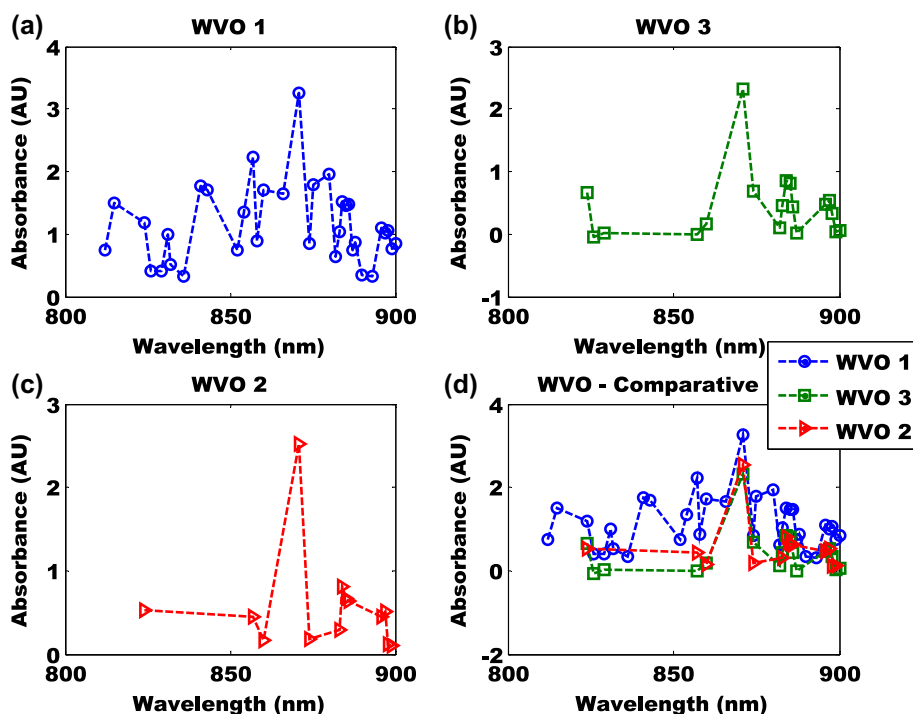 (a)
WVO 1
Absorbance (AU)
4
3
2
1
0
800
850
900
Wavelength (nm)
(b)
WVO 3
Absorbance (AU)
3
2
1
0
-1
800
850
900
Wavelength (nm)
(c)
WVO 2
Absorbance (AU)
3
2
1
0
800
850
900
Wavelength (nm)
(d)
WVO - Comparative
Absorbance (AU)
4
2
0
-2
800
850
900
Wavelength (nm)
WVO 1
WVO 3
WVO 2